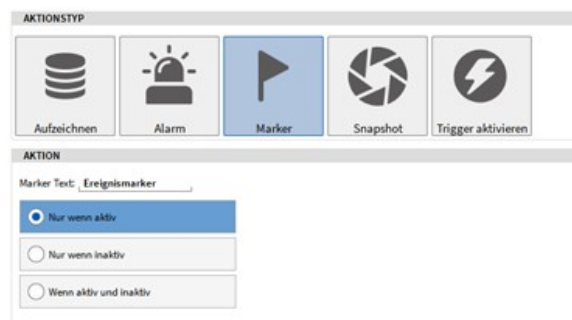 AKTIONSTYP
Aufzeichnen Alarm Marker Snapshot Trigger aktivieren
AKTION
Marker Text: Ereignismarker
Nur wenn aktiv
Nur wenn inaktiv
Wenn aktiv und inaktiv